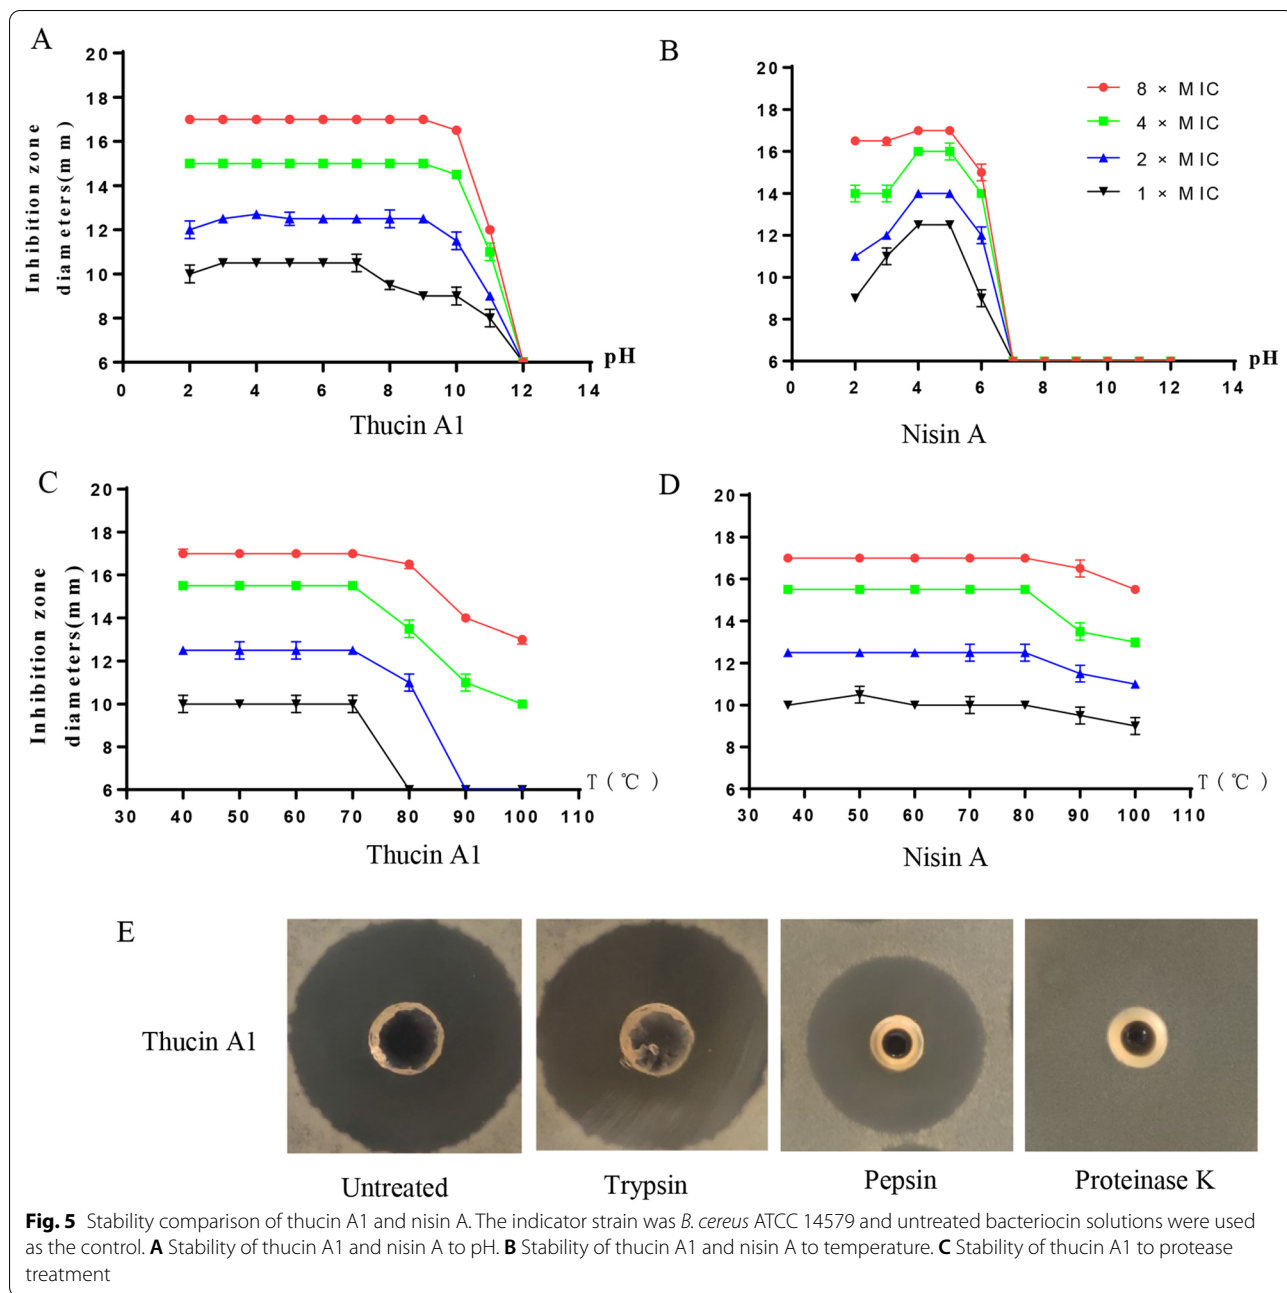 A
20
18
16
14
12
10
8
6
0 2 4 6 8 10 12 14
pH
Inhibition zone
diameters(mm)
Thucin A1
B
20
18
16
14
12
10
8
6
0 2 4 6 8 10 12 14
pH
Nisin A
8 × MIC
4 × MIC
2 × MIC
1 × MIC
C
20
18
16
14
12
10
8
6
30 40 50 60 70 80 90 100 110
T ( ℃ )
Inhibition zone
diameters(mm)
Thucin A1
D
20
18
16
14
12
10
8
6
30 40 50 60 70 80 90 100 110
T ( ℃ )
Nisin A
E
Thucin A1
Untreated
Trypsin
Pepsin
Proteinase K
Fig. 5 Stability comparison of thucin A1 and nisin A. The indicator strain was B. cereus ATCC 14579 and untreated bacteriocin solutions were used
as the control. A Stability of thucin A1 and nisin A to pH. B Stability of thucin A1 and nisin A to temperature. C Stability of thucin A1 to protease
treatment